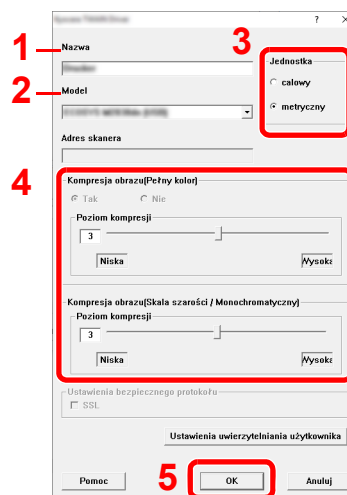 ? X
1
3
Nazwa
Jednostka
calowy
2
Model
metryczny
Adres skanera
4
Kompresja obrazu(Pełny kolor)
Tak Nie
Poziom kompresji
3
Niska Wysoka
Kompresja obrazu(Skala szarości / Monochromatyczny)
Poziom kompresji
3
Niska Wysoka
Ustawienia bezpiecznego protokołu
SSL
Ustawienia uwierzytelniania użytkownika
5
Pomoc OK Anuluj